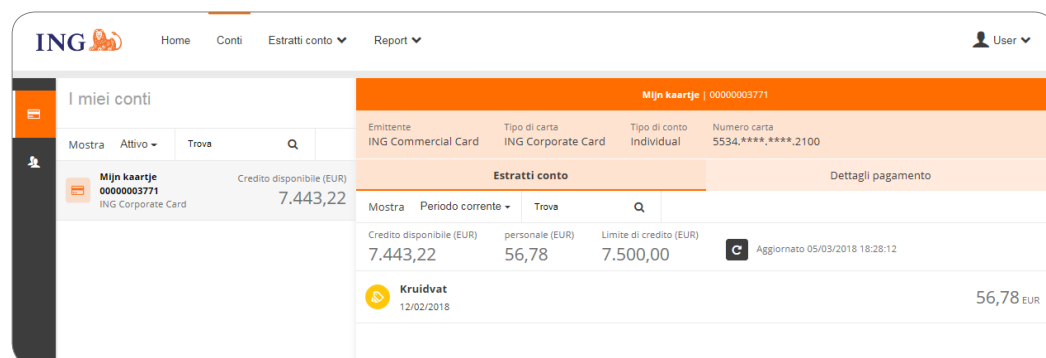 ING
Home Conti Estratti conto Report User
I miei conti
Mostra Attivo Trova
Mijn kaartje
00000003771
ING Corporate Card
Credito disponibile (EUR)
7.443,22
Mijn kaartje | 00000003771
Emittente Tipo di carta Tipo di conto Numero carta
ING Commercial Card ING Corporate Card Individual 5534.****.****.2100
Estratti conto Dettagli pagamento
Mostra Periodo corrente Trova
Credito disponibile (EUR) personale (EUR) Limite di credito (EUR)
7.443,22 56,78 7.500,00
Aggiornato 05/03/2018 18:28:12
Kruidvat
12/02/2018
56,78 EUR